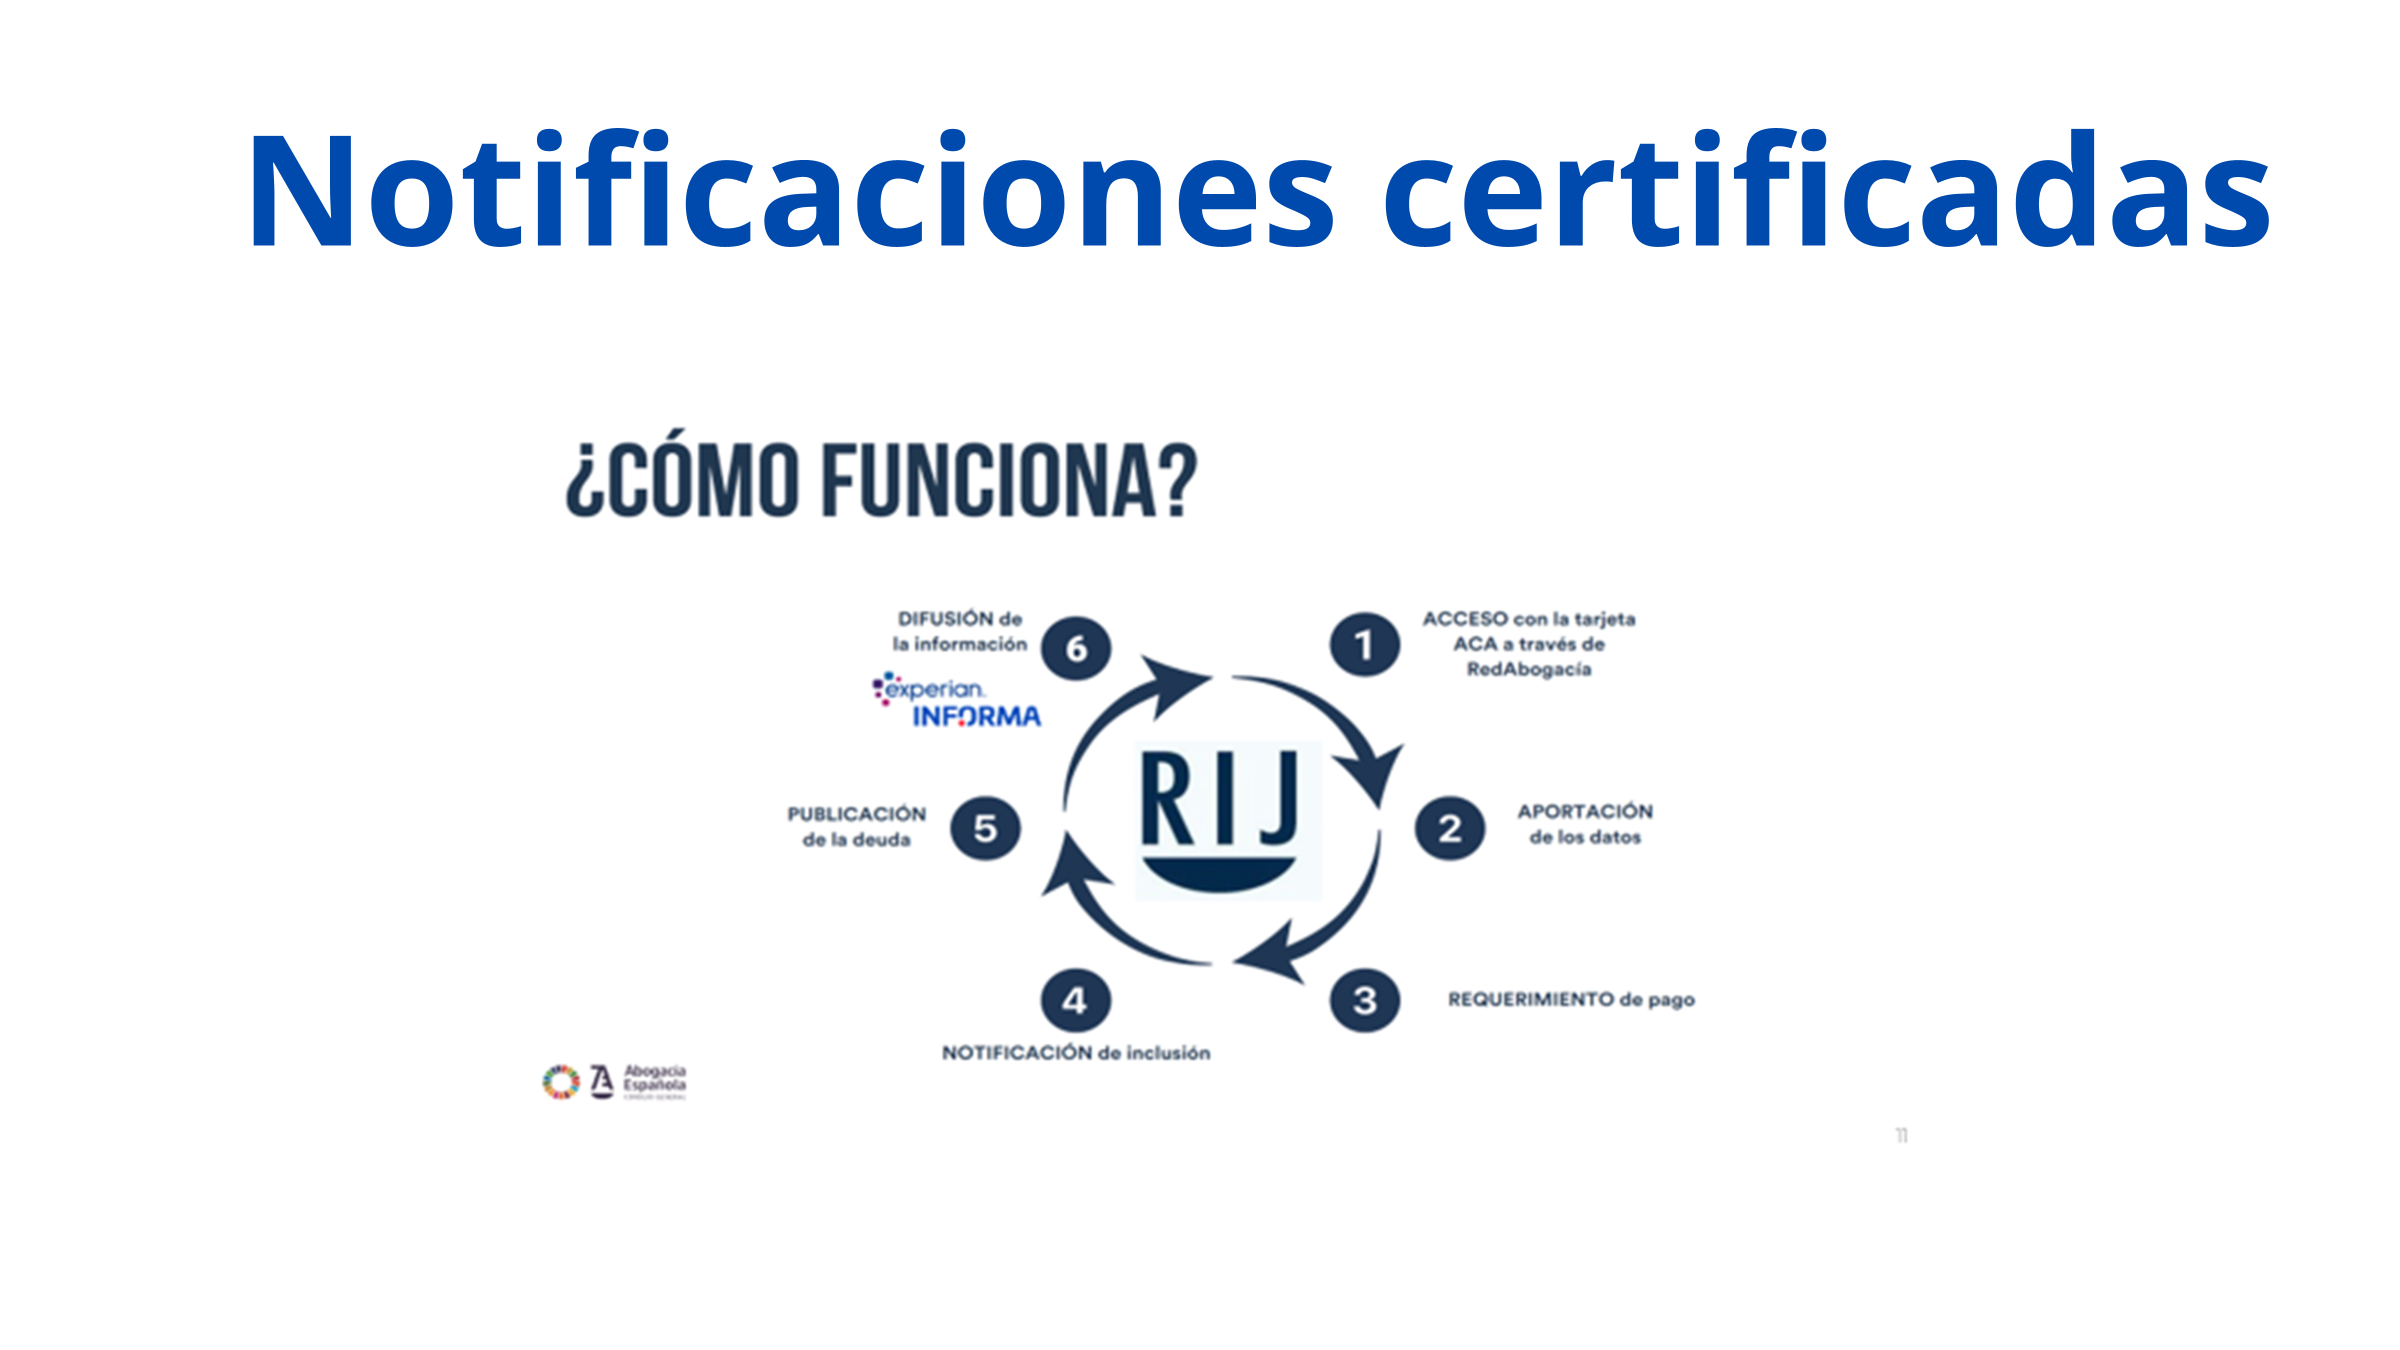 Notificaciones certificadas
¿CÓMO FUNCIONA?
1
ACCESO con la tarjeta
ACA a través de
RedAbogacía
2
APORTACIÓN
de los datos
3
REQUERIMIENTO de pago
4
NOTIFICACIÓN de inclusión
5
PUBLICACIÓN
de la deuda
6
DIFUSIÓN de
la información
experian.
INFORMA
RIJ
Abogacía
Española
CONSEJO GENERAL
11